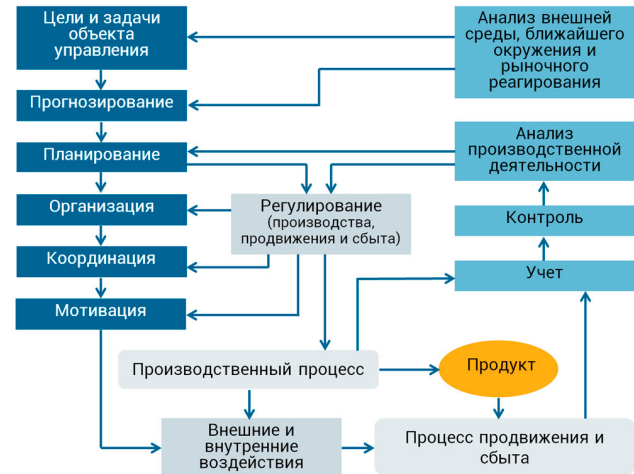 Цели и задачи
объекта
управления
Анализ внешней
среды, ближайшего
окружения и
рыночного
реагирования
Прогнозирование
Планирование
Анализ
производственной
деятельности
Организация
Регулирование
(производства,
продвижения и сбыта)
Контроль
Координация
Учет
Мотивация
Производственный процесс
Продукт
Внешние и
внутренние
воздействия
Процесс продвижения и
сбыта